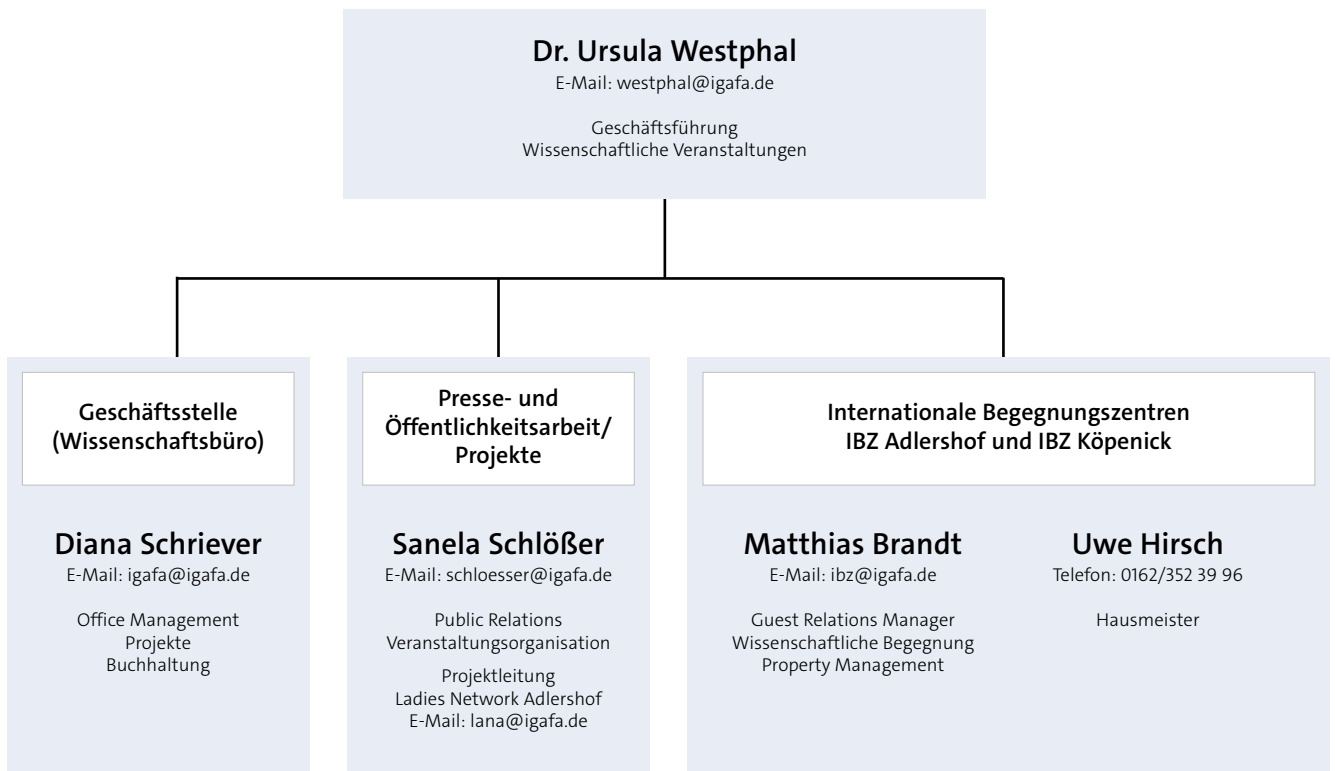 Dr. Ursula Westphal
E-Mail: westphal@igafa.de
Geschäftsführung
Wissenschaftliche Veranstaltungen
Geschäftsstelle
(Wissenschaftsbüro)
Diana Schriever
E-Mail: igafa@igafa.de
Office Management
Projekte
Buchhaltung
Presse- und
Öffentlichkeitsarbeit/
Projekte
Sanela Schlößer
E-Mail: schloesser@igafa.de
Public Relations
Veranstaltungsorganisation
Projektleitung
Ladies Network Adlershof
E-Mail: lana@igafa.de
Internationale Begegnungszentren
IBZ Adlershof und IBZ Köpenick
Matthias Brandt
E-Mail: ibz@igafa.de
Guest Relations Manager
Wissenschaftliche Begegnung
Property Management
Uwe Hirsch
Telefon: 0162/352 39 96
Hausmeister